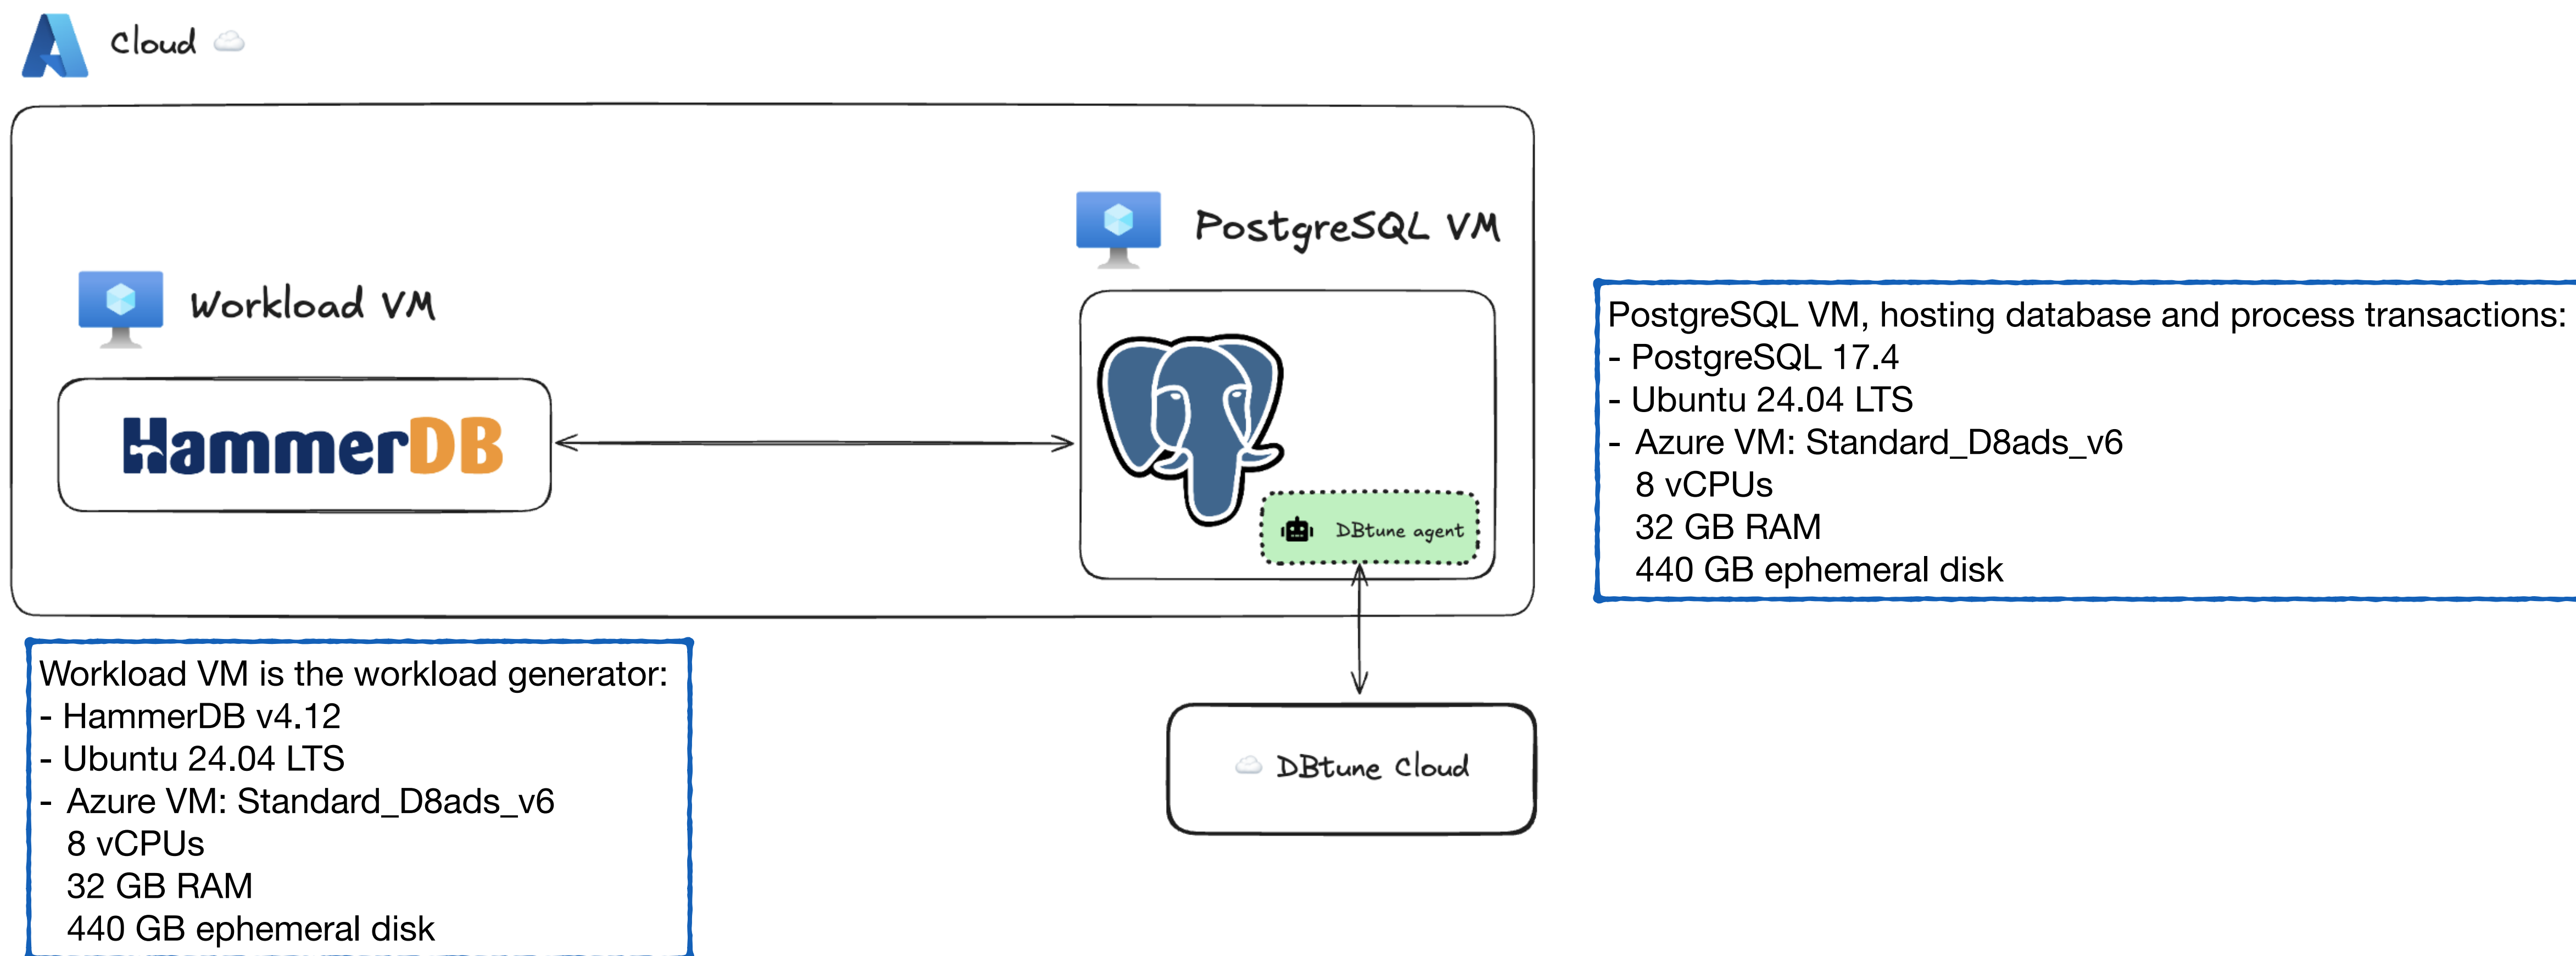 Cloud
PostgreSQL VM
Workload VM
HammerDB
DBtune agent
PostgreSQL VM, hosting database and process transactions:
- PostgreSQL 17.4
- Ubuntu 24.04 LTS
- Azure VM: Standard_D8ads_v6
8 vCPUs
32 GB RAM
440 GB ephemeral disk
Workload VM is the workload generator:
- HammerDB v4.12
- Ubuntu 24.04 LTS
- Azure VM: Standard_D8ads_v6
8 vCPUs
32 GB RAM
440 GB ephemeral disk
DBtune Cloud